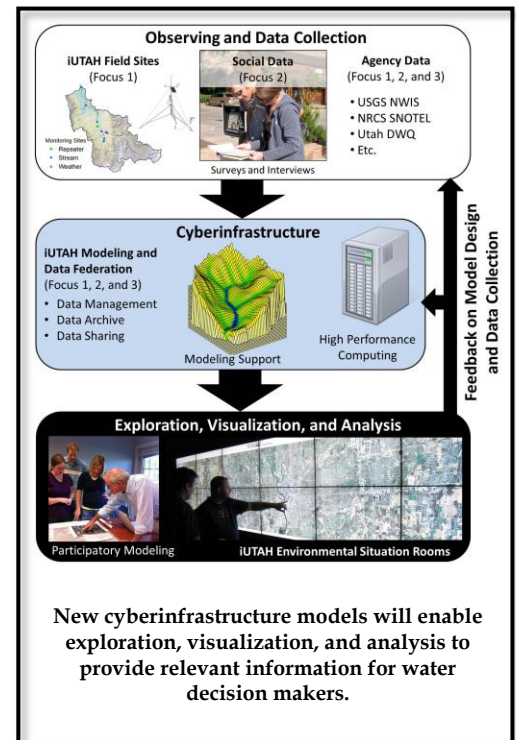 Observing and Data Collection
iUTAH Field Sites
(Focus 1)
Monitoring Sites
Repeater
Stream
Weather
Social Data
(Focus 2)
Surveys and Interviews
Agency Data
(Focus 1, 2, and 3)
• USGS NWIS
• NRCS SNOTEL
• Utah DWQ
• Etc.
Cyberinfrastructure
iUTAH Modeling and
Data Federation
(Focus 1, 2, and 3)
• Data Management
• Data Archive
• Data Sharing
Modeling Support
High Performance
Computing
Feedback on Model Design
and Data Collection
Exploration, Visualization, and Analysis
Participatory Modeling
iUTAH Environmental Situation Rooms
New cyberinfrastructure models will enable
exploration, visualization, and analysis to
provide relevant information for water
decision makers.